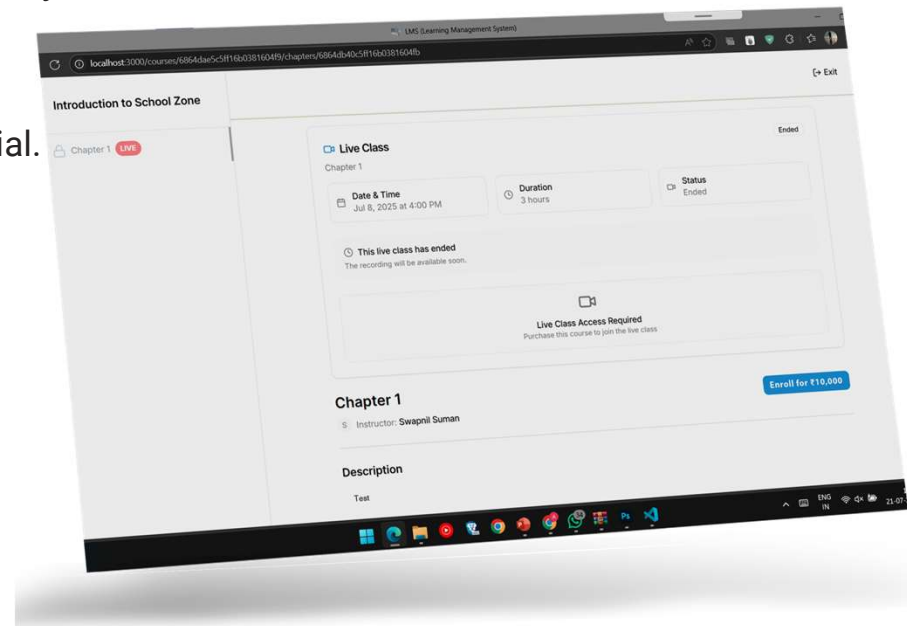 ial.
LMS (Learning Management System)
localhost:3000/courses/6864dae5c5ff16b0381604f9/chapters/6864db40c5ff16b0381604fb
Exit
Introduction to School Zone
Chapter 1 LIVE
Live Class
Ended
Chapter 1
Date & Time
Jul 8, 2025 at 4:00 PM
Duration
3 hours
Status
Ended
This live class has ended
The recording will be available soon.
Live Class Access Required
Purchase this course to join the live class
Chapter 1
Enroll for ₹10,000
S Instructor: Swapnil Suman
Description
Test
ENG
IN